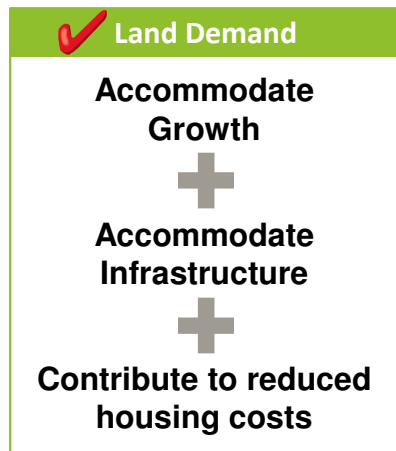 Land Demand
Accommodate
Growth
Accommodate
Infrastructure
Contribute to reduced
housing costs